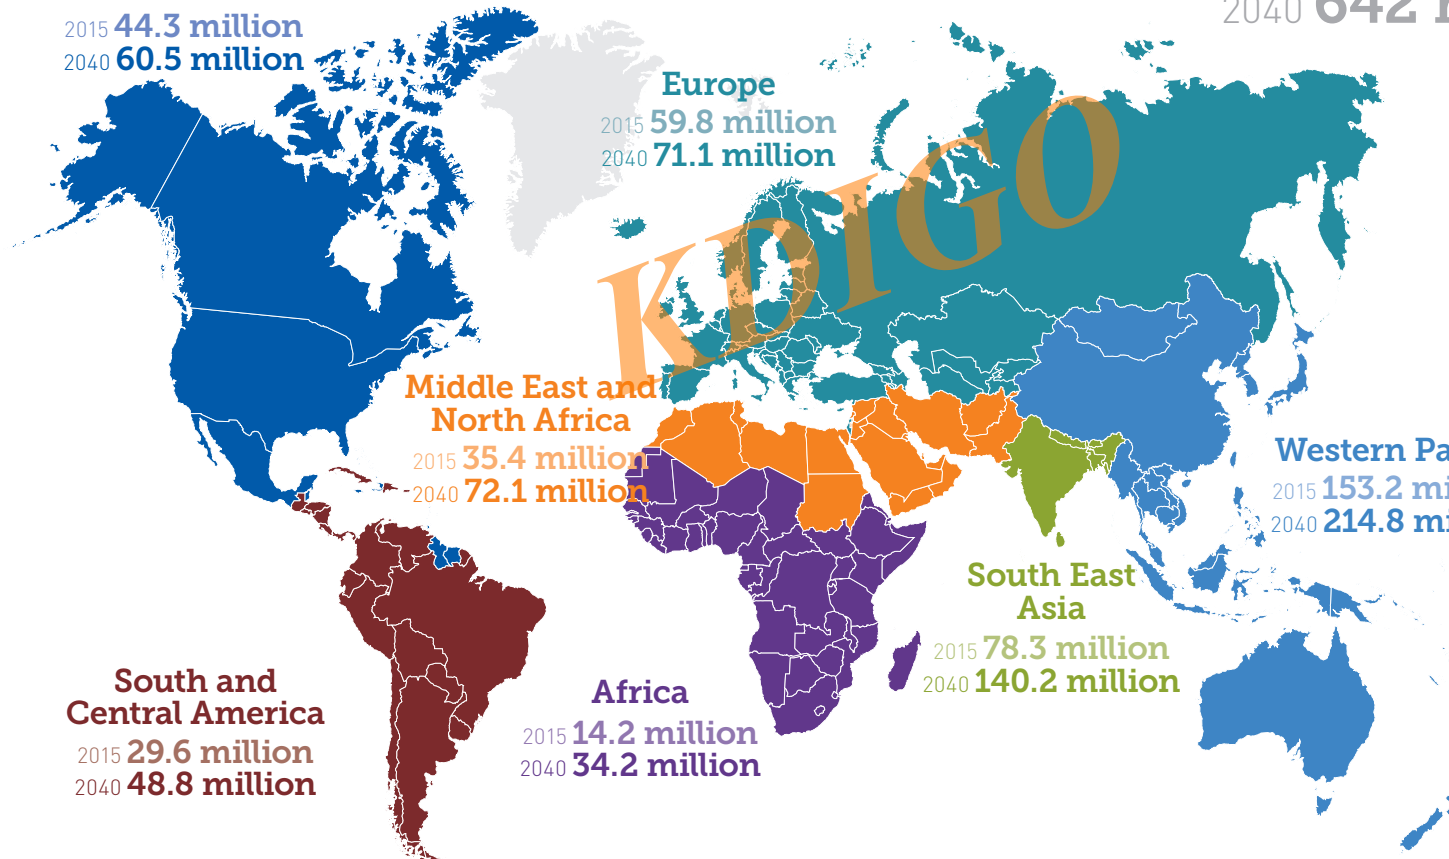 2040 642
2015 44.3 million
2040 60.5 million
Europe
2015 59.8 million
2040 71.1 million
KDIGO
Middle East and
North Africa
2015 35.4 million
2040 72.1 million
Western
2015 153.2
2040 214.8
South East
Asia
2015 78.3 million
2040 140.2 million
South and
Central America
2015 29.6 million
2040 48.8 million
Africa
2015 14.2 million
2040 34.2 million